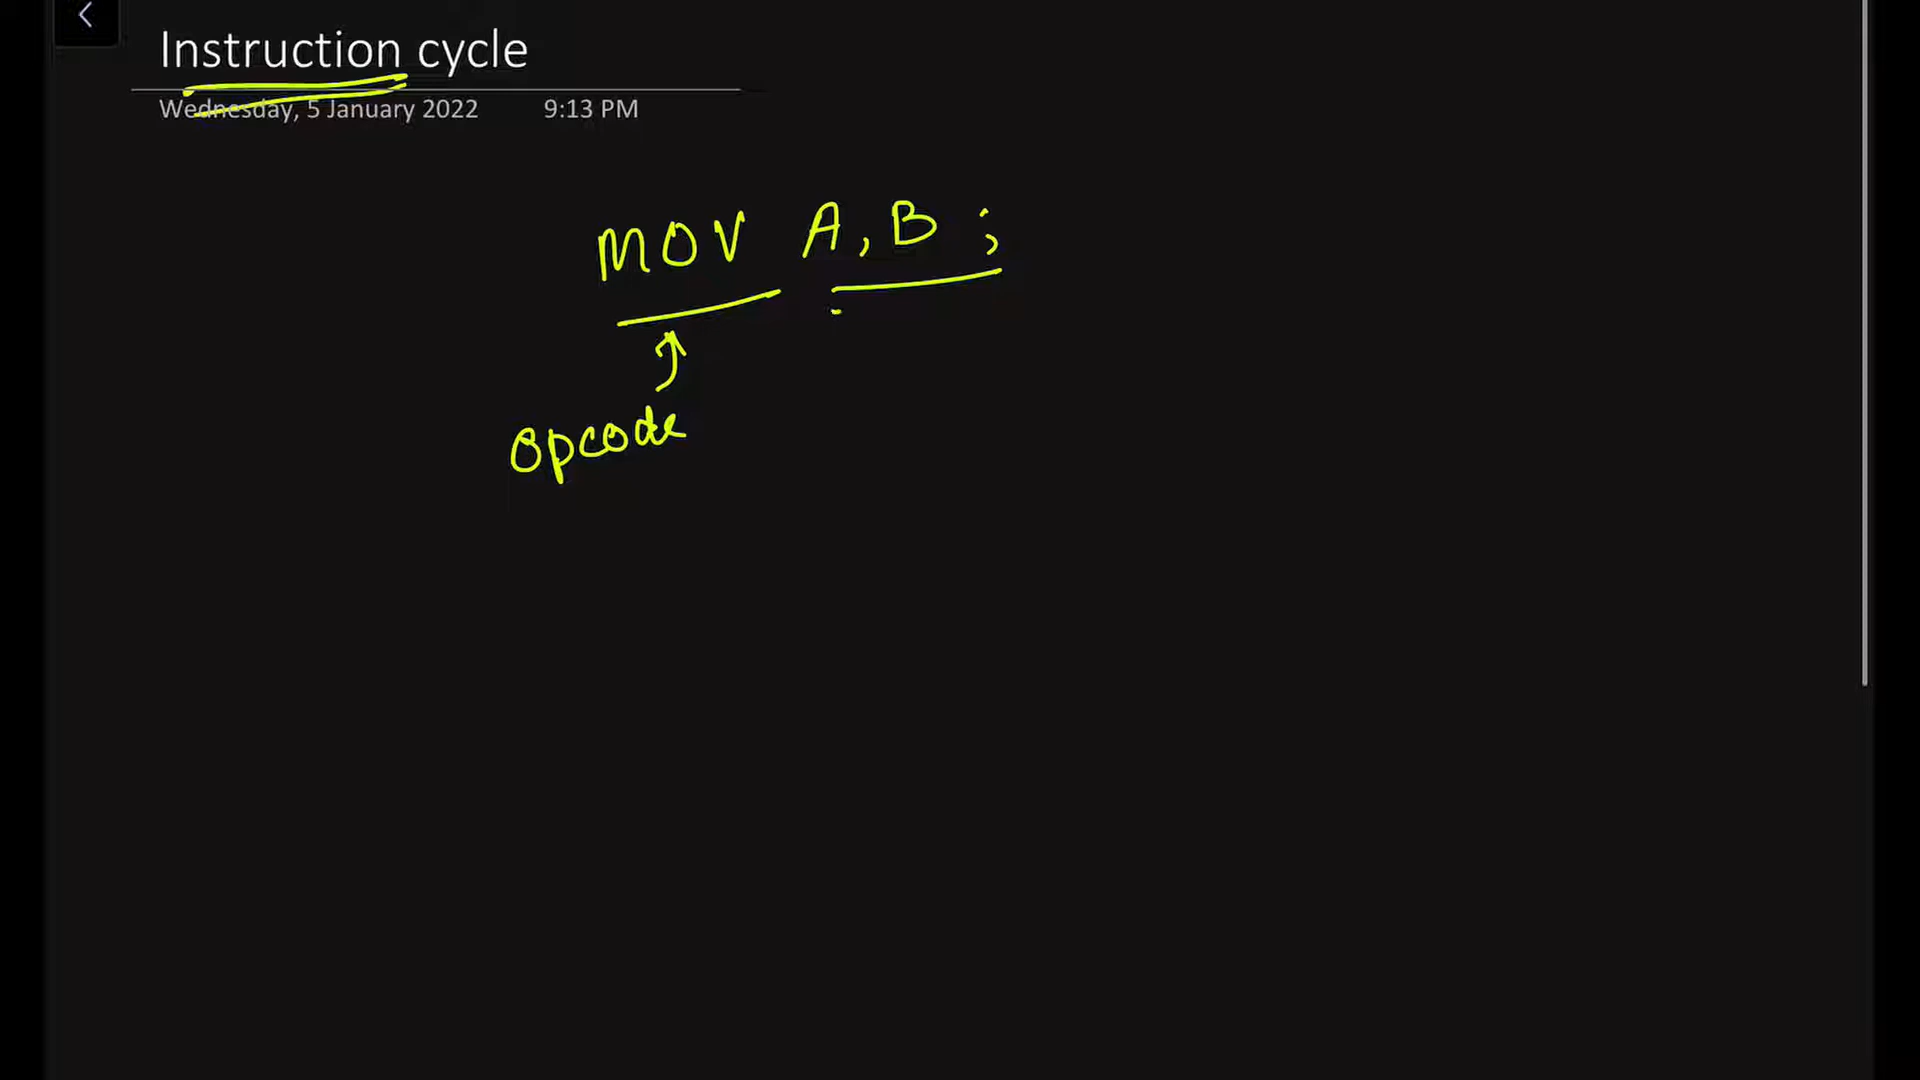 Instruction cycle
Wednesday, 5 January 2022 9:13 PM
MOV A, B ;
opcode